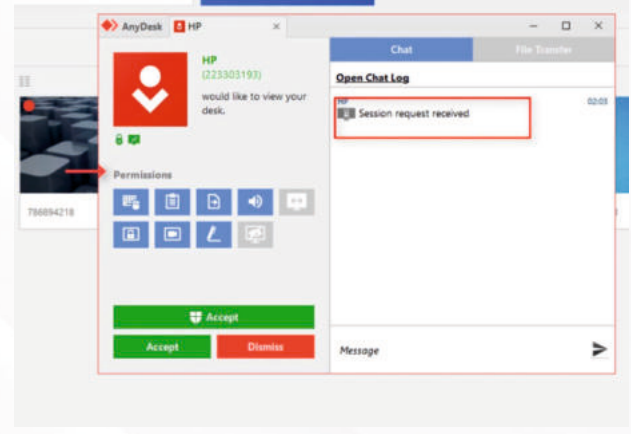 AnyDesk
HP
HP
(223303193)
would like to view your
desk.
Permissions
Accept
Accept
Dismiss
Chat
File Transfer
Open Chat Log
HP
02:03
Session request received
Message
786894218